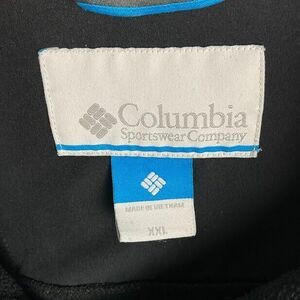 Columbia
Sportswear Company
MADE IN VIETNAM
XXL